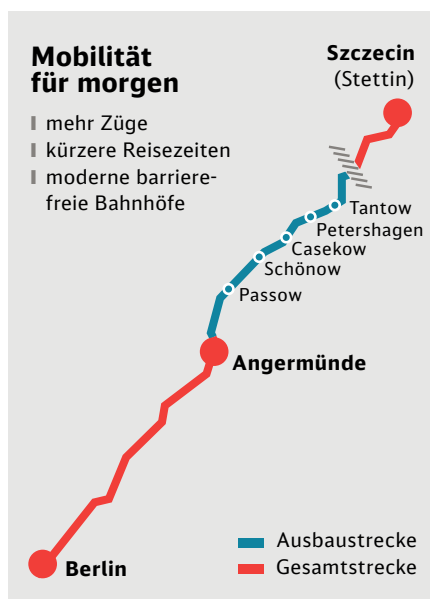 Mobilität
für morgen
mehr Züge
kürzere Reisezeiten
moderne barriere-
freie Bahnhöfe
Szczecin
(Stettin)
Tantow
Petershagen
Casekow
Schönow
Passow
Angermünde
Berlin
Ausbaustrecke
Gesamtstrecke